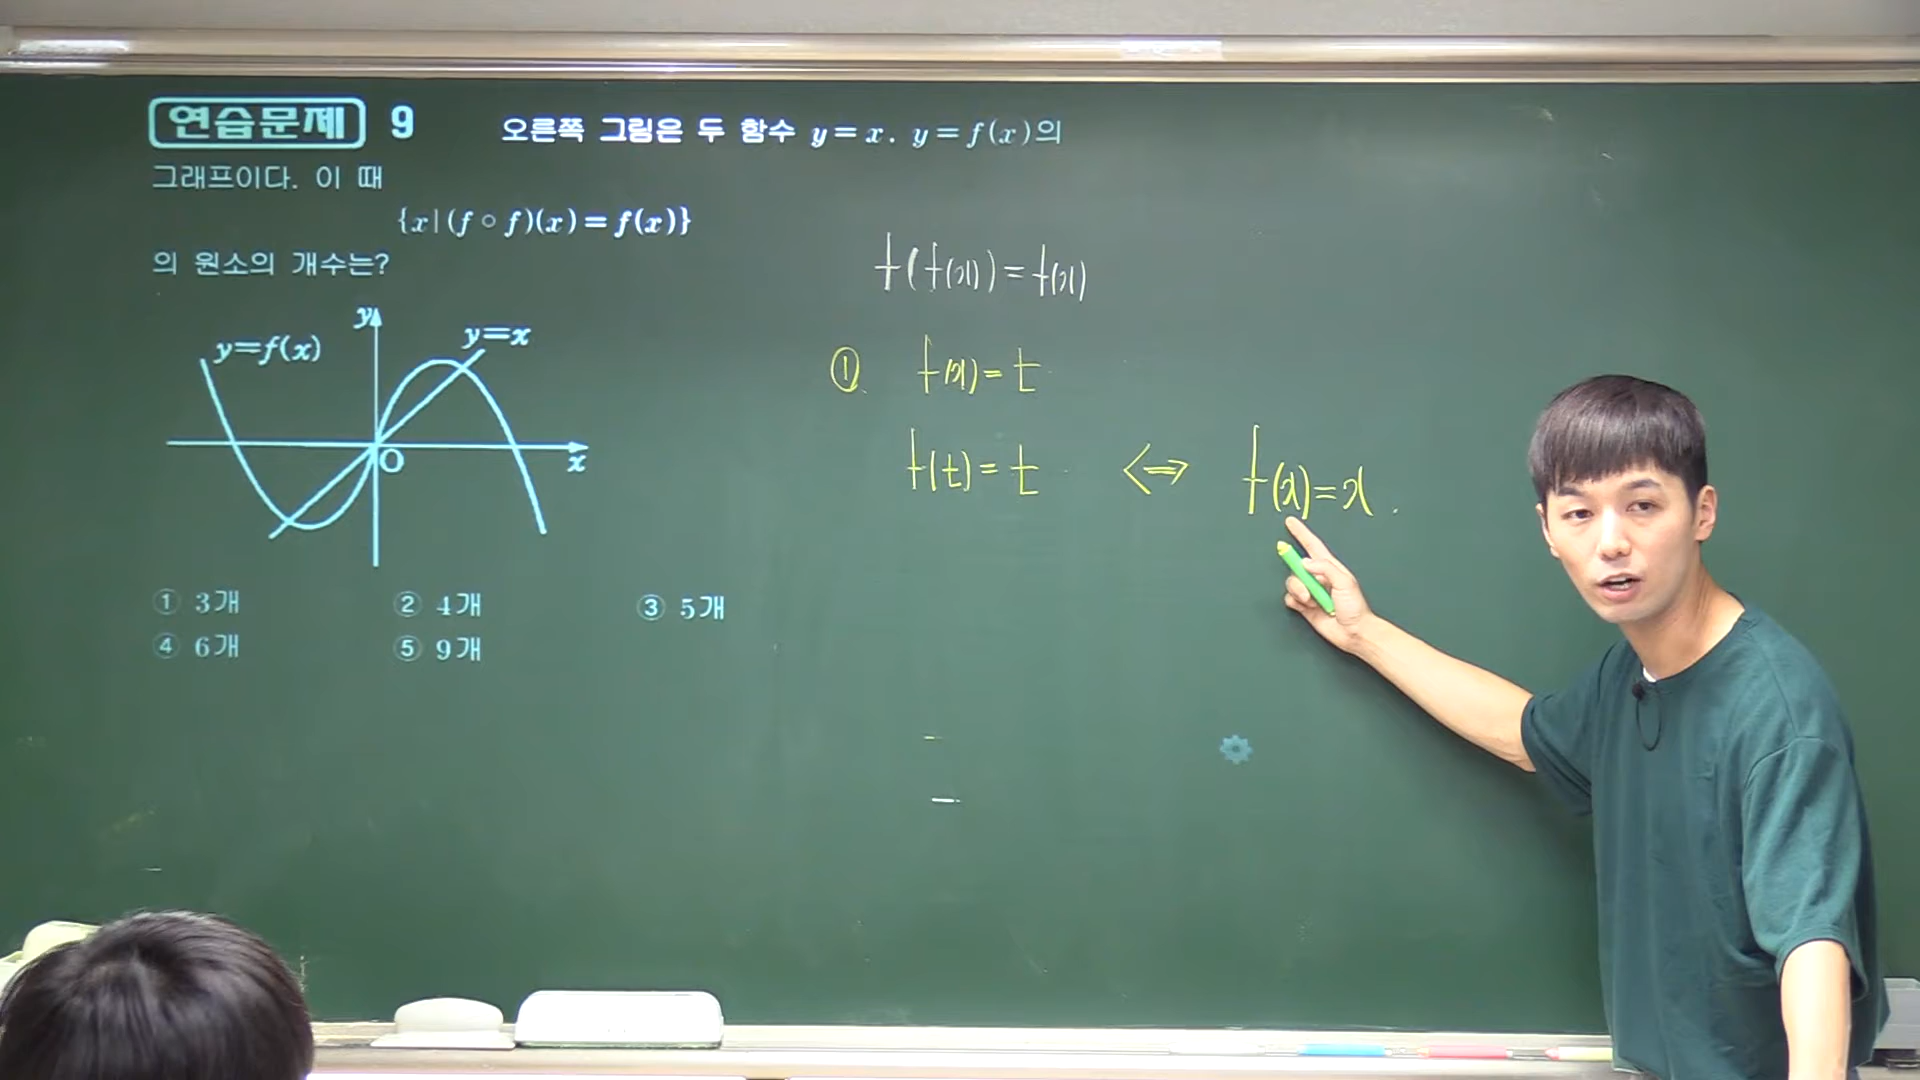 연습문제 9 오른쪽 그림은 두 함수 y=x. y=f(x)의
그래프이다. 이 때
{x|(f∘f)(x)=f(x)}
의 원소의 개수는?
y
y=f(x)
y=x
O
x
① 3개 ② 4개 ③ 5개
④ 6개 ⑤ 9개
f(f(x))=f(x)
① f(x)=t
f(t)=t ⟺ f(x)=x.